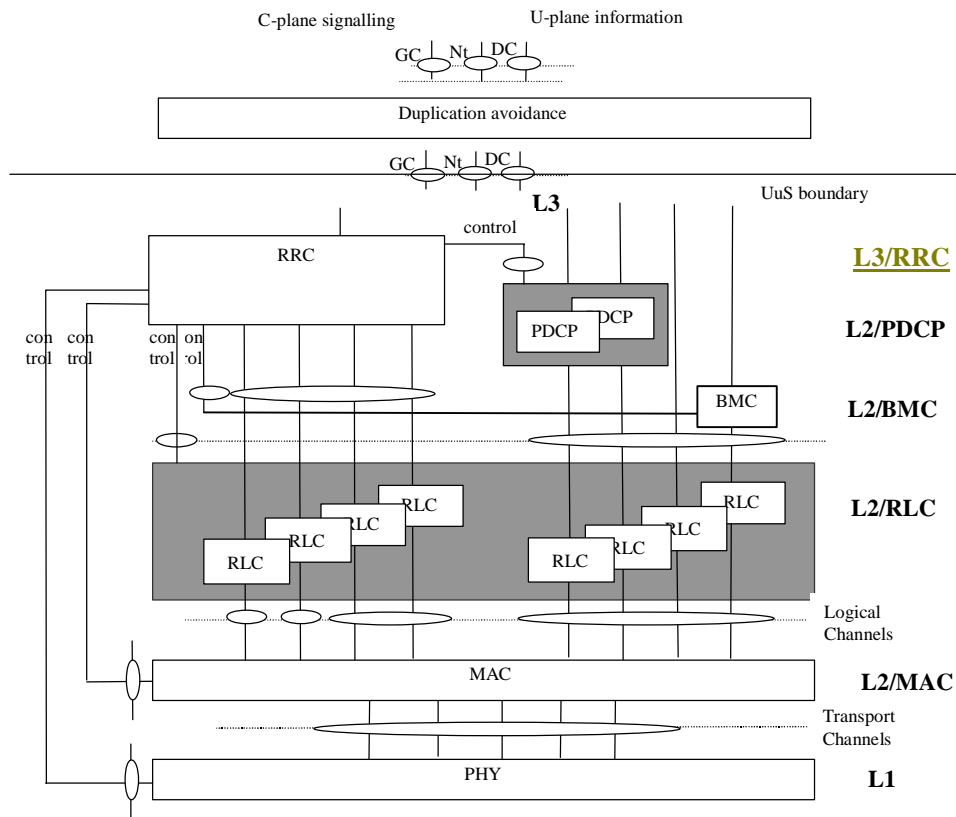 C-plane signalling
U-plane information
GC Nt DC
Duplication avoidance
GC Nt DC
UuS boundary
L3
control
RRC
L3/RRC
PDCP
PDCP
L2/PDCP
con
trol
con
trol
con
trol
con
trol
BMC
L2/BMC
RLC
RLC
RLC
RLC
RLC
RLC
RLC
RLC
L2/RLC
Logical
Channels
MAC
L2/MAC
Transport
Channels
PHY
L1